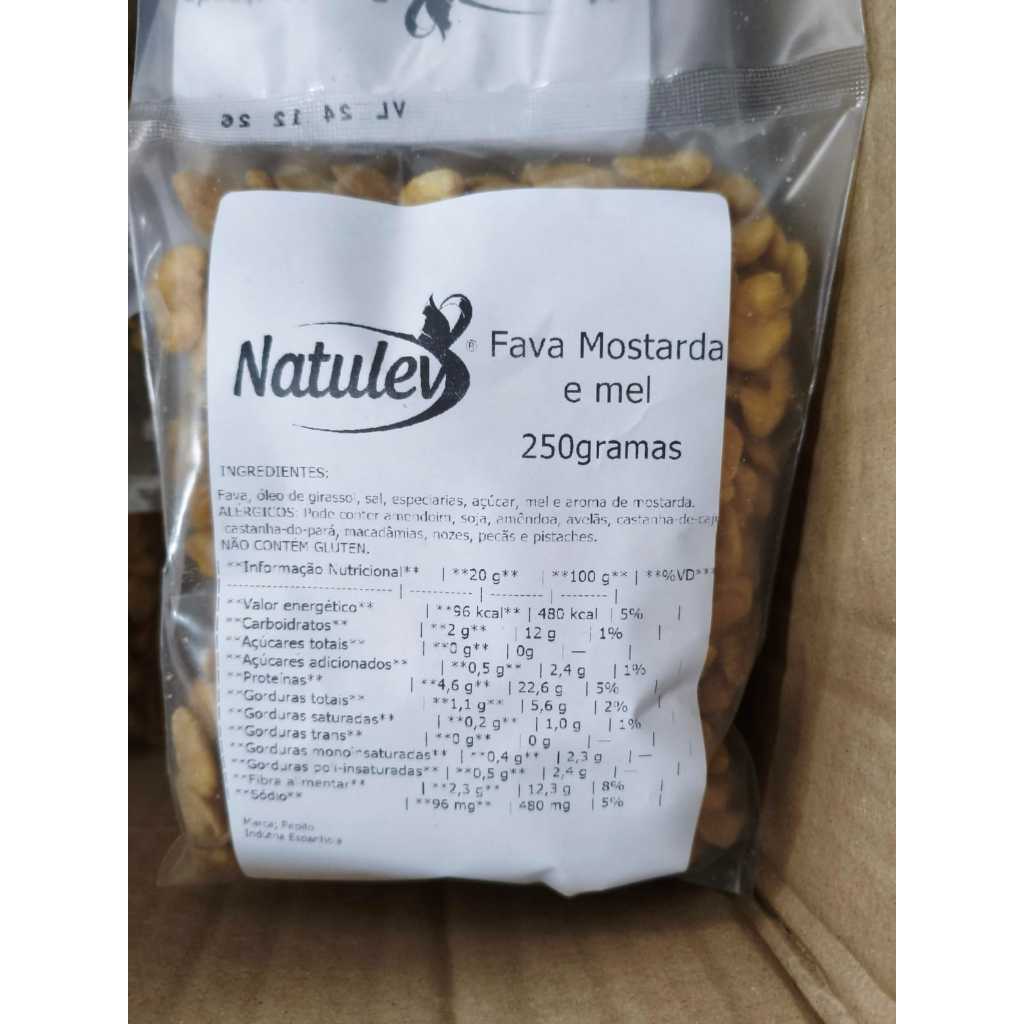 VL 24 12 26
Natulev®
Fava Mostarda
e mel
250gramas
INGREDIENTES:
Fava, óleo de girassol, sal, especiarias, açúcar, mel e aroma de mostarda.
ALÉRGICOS: Pode conter amendoim, soja, amêndoa, avelãs, castanha-de-caj
castanha-do-pará, macadâmias, nozes, pecãs e pistaches.
NÃO CONTÉM GLUTEN.
**Informação Nutricional** | **20 g** | **100 g** | **%VD***
**Valor energético** | **96 kcal** | 480 kcal | 5% |
**Carboidratos** | **2 g** | 12 g | 1% |
**Açúcares totais** | **0 g** | 0g | — |
**Açúcares adicionados** | **0,5 g** | 2,4 g | 1%
**Proteínas** | **4,6 g** | 22,6 g | 5% |
**Gorduras totais** | **1,1 g** | 5,6 g | 2% |
**Gorduras saturadas** | **0,2 g** | 1,0 g | 1%
**Gorduras trans** | **0 g** | 0 g | — |
**Gorduras monoinsaturadas** | **0,4 g** | 2,3 g | —
**Gorduras poli-insaturadas** | **0,5 g** | 2,4 g | — |
**Fibra alimentar** | **2,3 g** | 12,3 g | 8% |
**Sódio** | **96 mg** | 480 mg | 5% |
Marca; Pepito
Indútria Espanhola